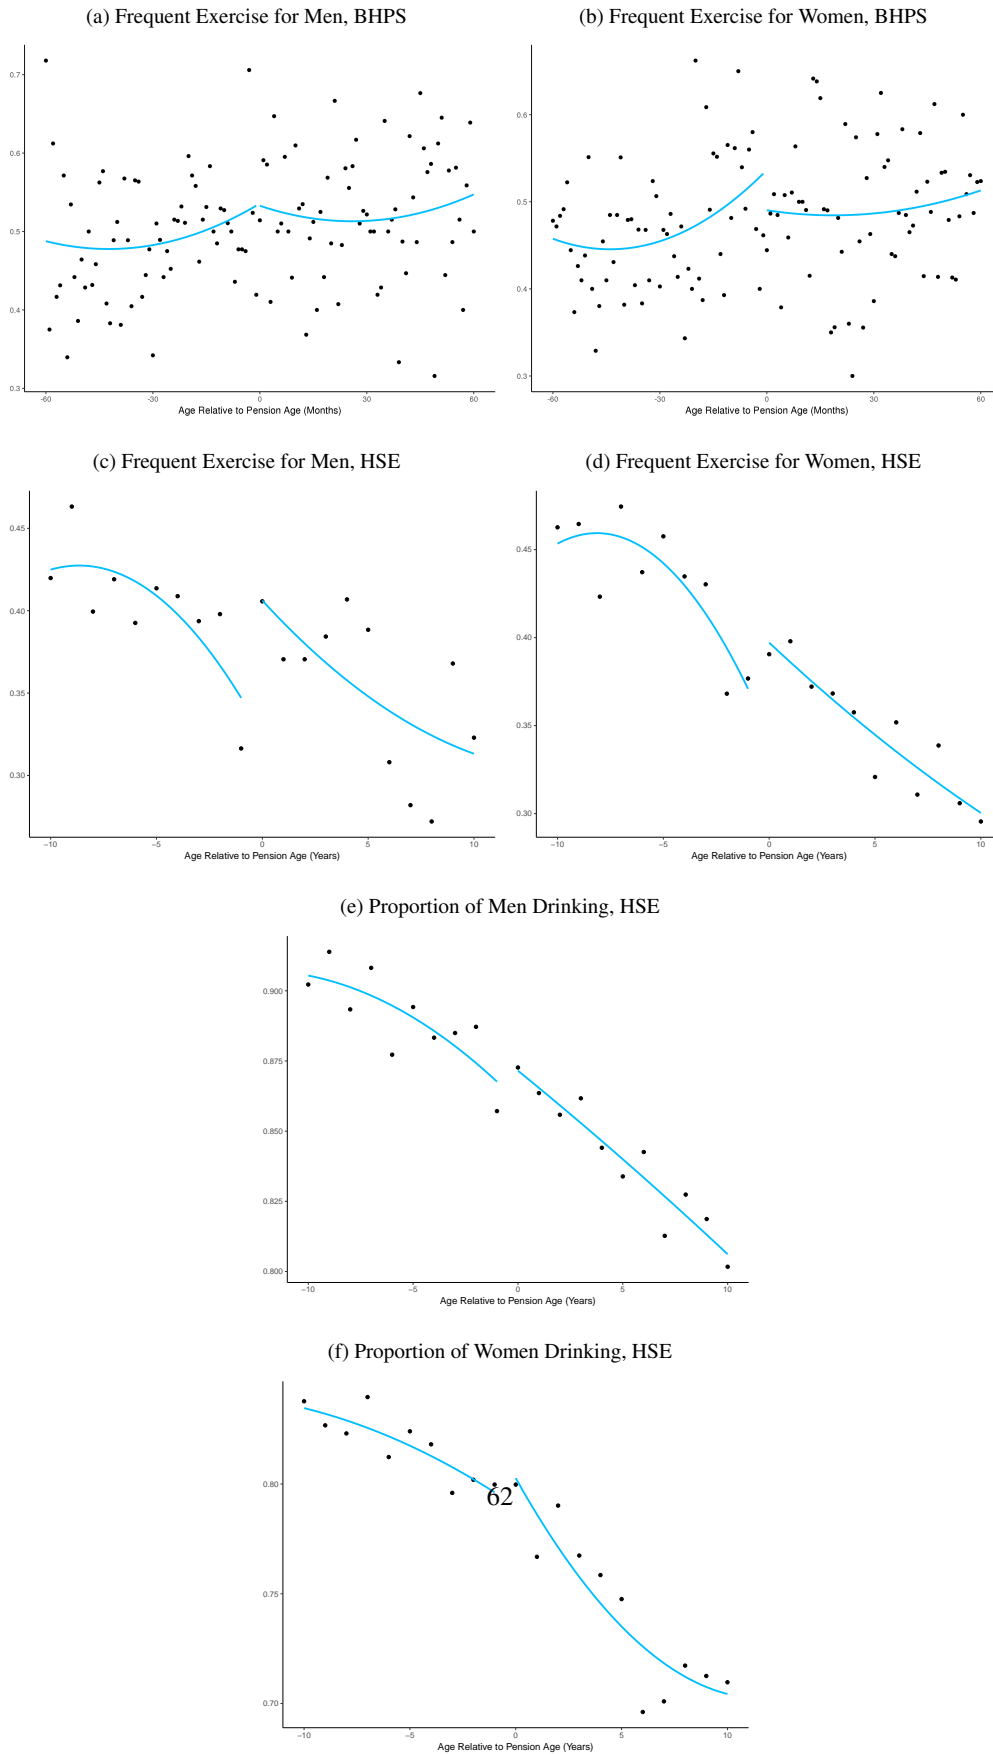 (a) Frequent Exercise for Men, BHPS
0.7
0.6
0.5
0.4
0.3
-60 -30 0 30 60
Age Relative to Pension Age (Months)
(b) Frequent Exercise for Women, BHPS
0.6
0.5
0.4
0.3
-60 -30 0 30 60
Age Relative to Pension Age (Months)
(c) Frequent Exercise for Men, HSE
0.45
0.40
0.35
0.30
−10 −5 0 5 10
Age Relative to Pension Age (Years)
(d) Frequent Exercise for Women, HSE
0.45
0.40
0.35
0.30
−10 −5 0 5 10
Age Relative to Pension Age (Years)
(e) Proportion of Men Drinking, HSE
0.900
0.875
0.850
0.825
0.800
−10 −5 0 5 10
Age Relative to Pension Age (Years)
(f) Proportion of Women Drinking, HSE
0.80
62
0.75
0.70
−10 −5 0 5 10
Age Relative to Pension Age (Years)